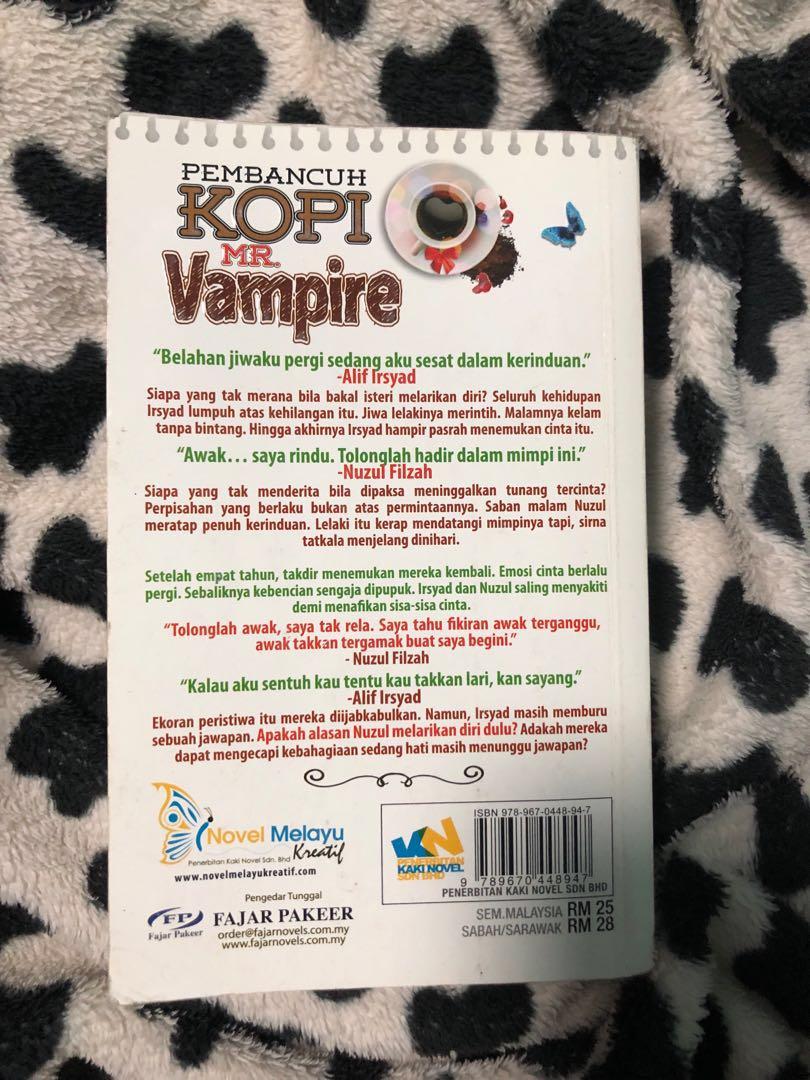 PEMBANCUH
KOPI
MR.
Vampire
“Belahan jiwaku pergi sedang aku sesat dalam kerinduan.”
-Alif Irsyad
Siapa yang tak merana bila bakal isteri melarikan diri? Seluruh kehidupan
Irsyad lumpuh atas kehilangan itu. Jiwa lelakinya merintih. Malamnya kelam
tanpa bintang. Hingga akhirnya Irsyad hampir pasrah menemukan cinta itu.
“Awak… saya rindu. Tolonglah hadir dalam mimpi ini.”
-Nuzul Filzah
Siapa yang tak menderita bila dipaksa meninggalkan tunang tercinta?
Perpisahan yang berlaku bukan atas permintaannya. Saban malam Nuzul
meratap penuh kerinduan. Lelaki itu kerap mendatangi mimpinya tapi, sirna
tatkala menjelang dinihari.
Setelah empat tahun, takdir menemukan mereka kembali. Emosi cinta berlalu
pergi. Sebaliknya kebencian sengaja dipupuk. Irsyad dan Nuzul saling menyakiti
demi menafikan sisa-sisa cinta.
“Tolonglah awak, saya tak rela. Saya tahu fikiran awak terganggu,
awak takkan tergamak buat saya begini.”
- Nuzul Filzah
“Kalau aku sentuh kau tentu kau takkan lari, kan sayang.”
-Alif Irsyad
Ekoran peristiwa itu mereka diijabkabulkan. Namun, Irsyad masih memburu
sebuah jawapan. Apakah alasan Nuzul melarikan diri dulu? Adakah mereka
dapat mengecapi kebahagiaan sedang hati masih menunggu jawapan?
Novel Melayu
Kreatif
Penerbitan Kaki Novel Sdn. Bhd
www.novelmelayukreatif.com
Pengedar Tunggal
FP
Fajar Pakeer
FAJAR PAKEER
order@fajarnovels.com.my
www.fajarnovels.com.my
KN
PENERBITAN
KAKI NOVEL
SDN BHD
ISBN 978-967-0448-94-7
9 789670 448947
PENERBITAN KAKI NOVEL SDN BHD
SEM.MALAYSIA RM 25
SABAH/SARAWAK RM 28